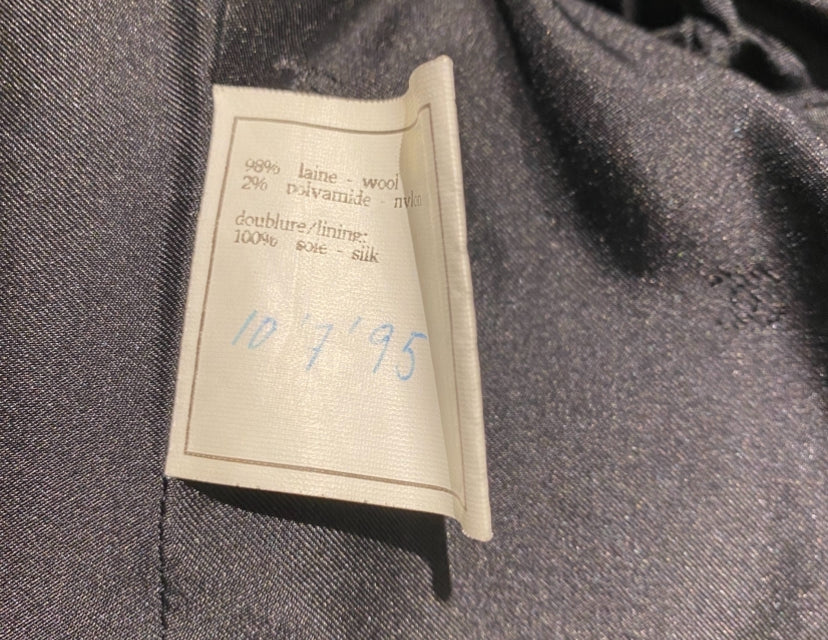 98% laine - wool
2% polyamide - nylon
doublure/lining:
100% soie - silk
10'7'95